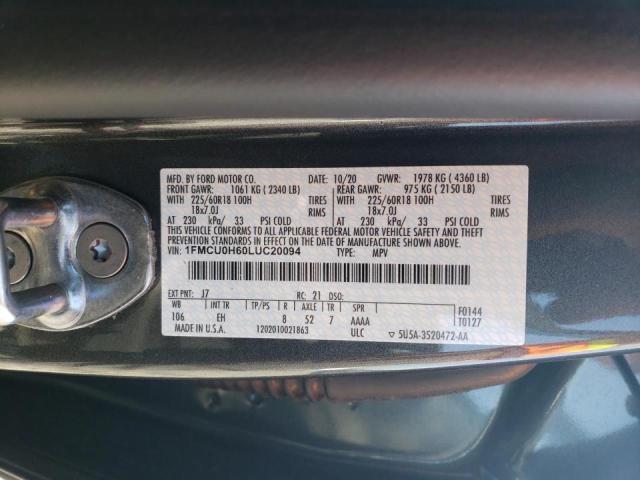 MFD. BY FORD MOTOR CO. DATE: 10/20 GVWR: 1978 KG ( 4360 LB)
FRONT GAWR: 1061 KG ( 2340 LB) REAR GAWR: 975 KG ( 2150 LB)
225/60R18 100H TIRES 225/60R18 100H TIRES
18x7.0J RIMS 18x7.0J RIMS
AT 230 kPa/ 33 PSI COLD AT 230 kPa/ 33 PSI COLD
THIS VEHICLE CONFORMS TO ALL APPLICABLE FEDERAL MOTOR VEHICLE SAFETY AND THEFT PREVENTION STANDARDS IN EFFECT ON THE DATE OF MANUFACTURE SHOWN ABOVE.
VIN: 1FMCU0H60LUC20094 TYPE: MPV
EXT PNT: J7 RC: 21 DSO:
WB INT TR TP/PS R AXLE TR SPR F0144
106 EH 8 52 7 AAAA T0127
MADE IN U.S.A. 1202010021863 ULC ▽ 5U5A-3520472-AA